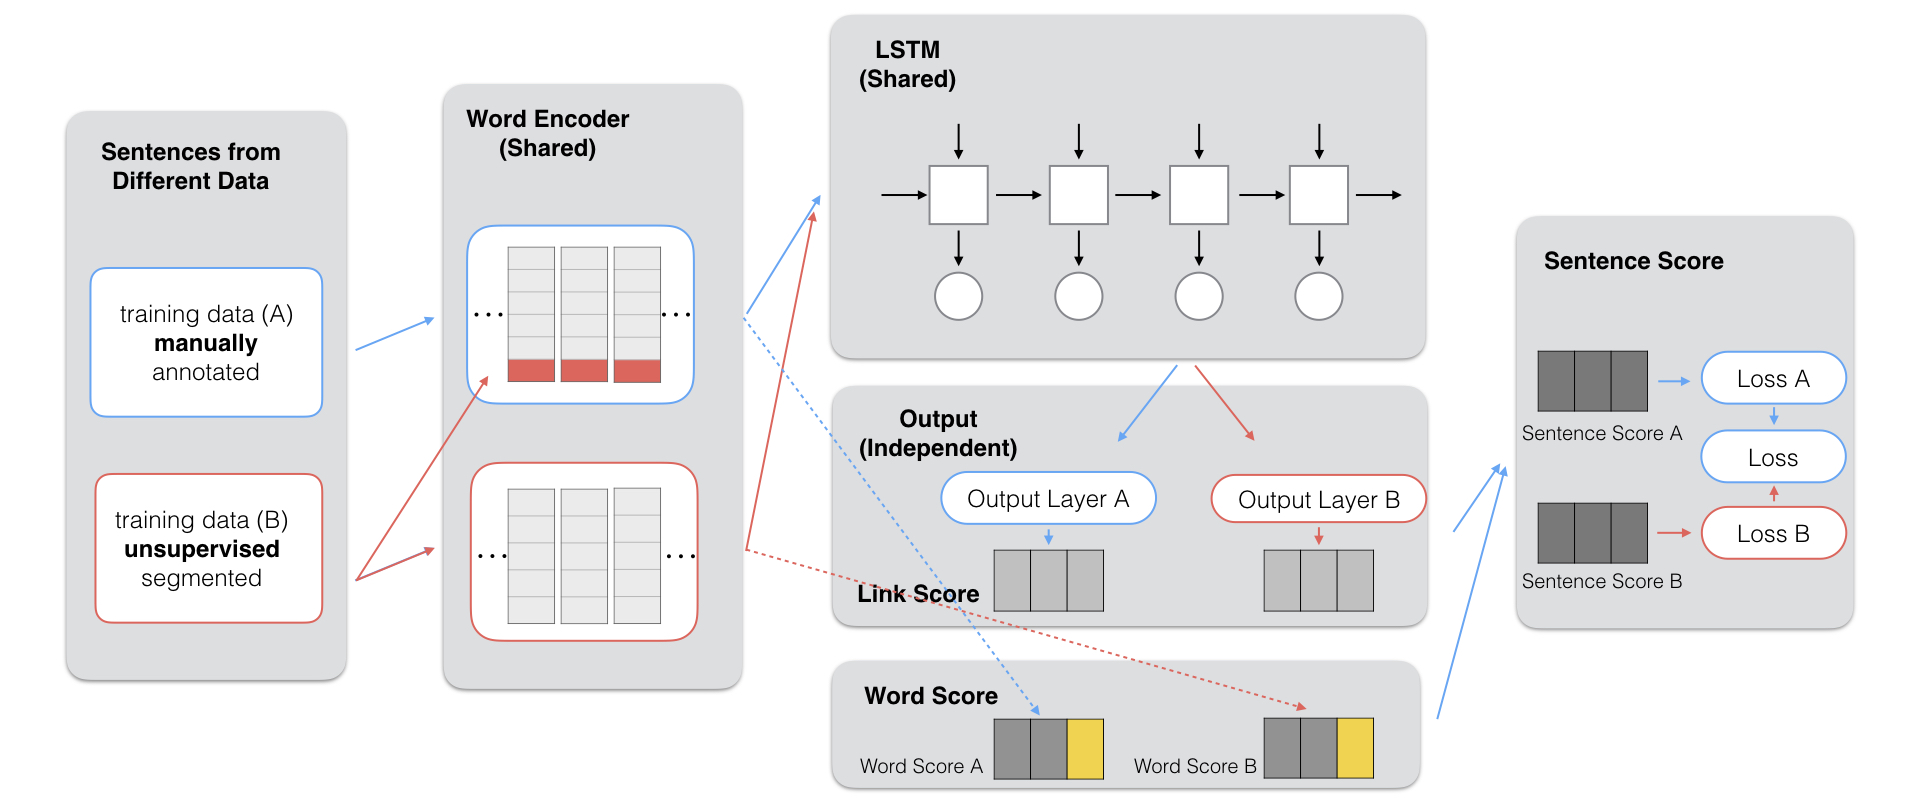 Sentences from
Different Data
training data (A)
manually
annotated
training data (B)
unsupervised
segmented
Word Encoder
(Shared)
...
...
...
...
LSTM
(Shared)
Output
(Independent)
Output Layer A
Output Layer B
Link Score
Word Score
Word Score A
Word Score B
Sentence Score
Loss A
Sentence Score A
Loss
Loss B
Sentence Score B